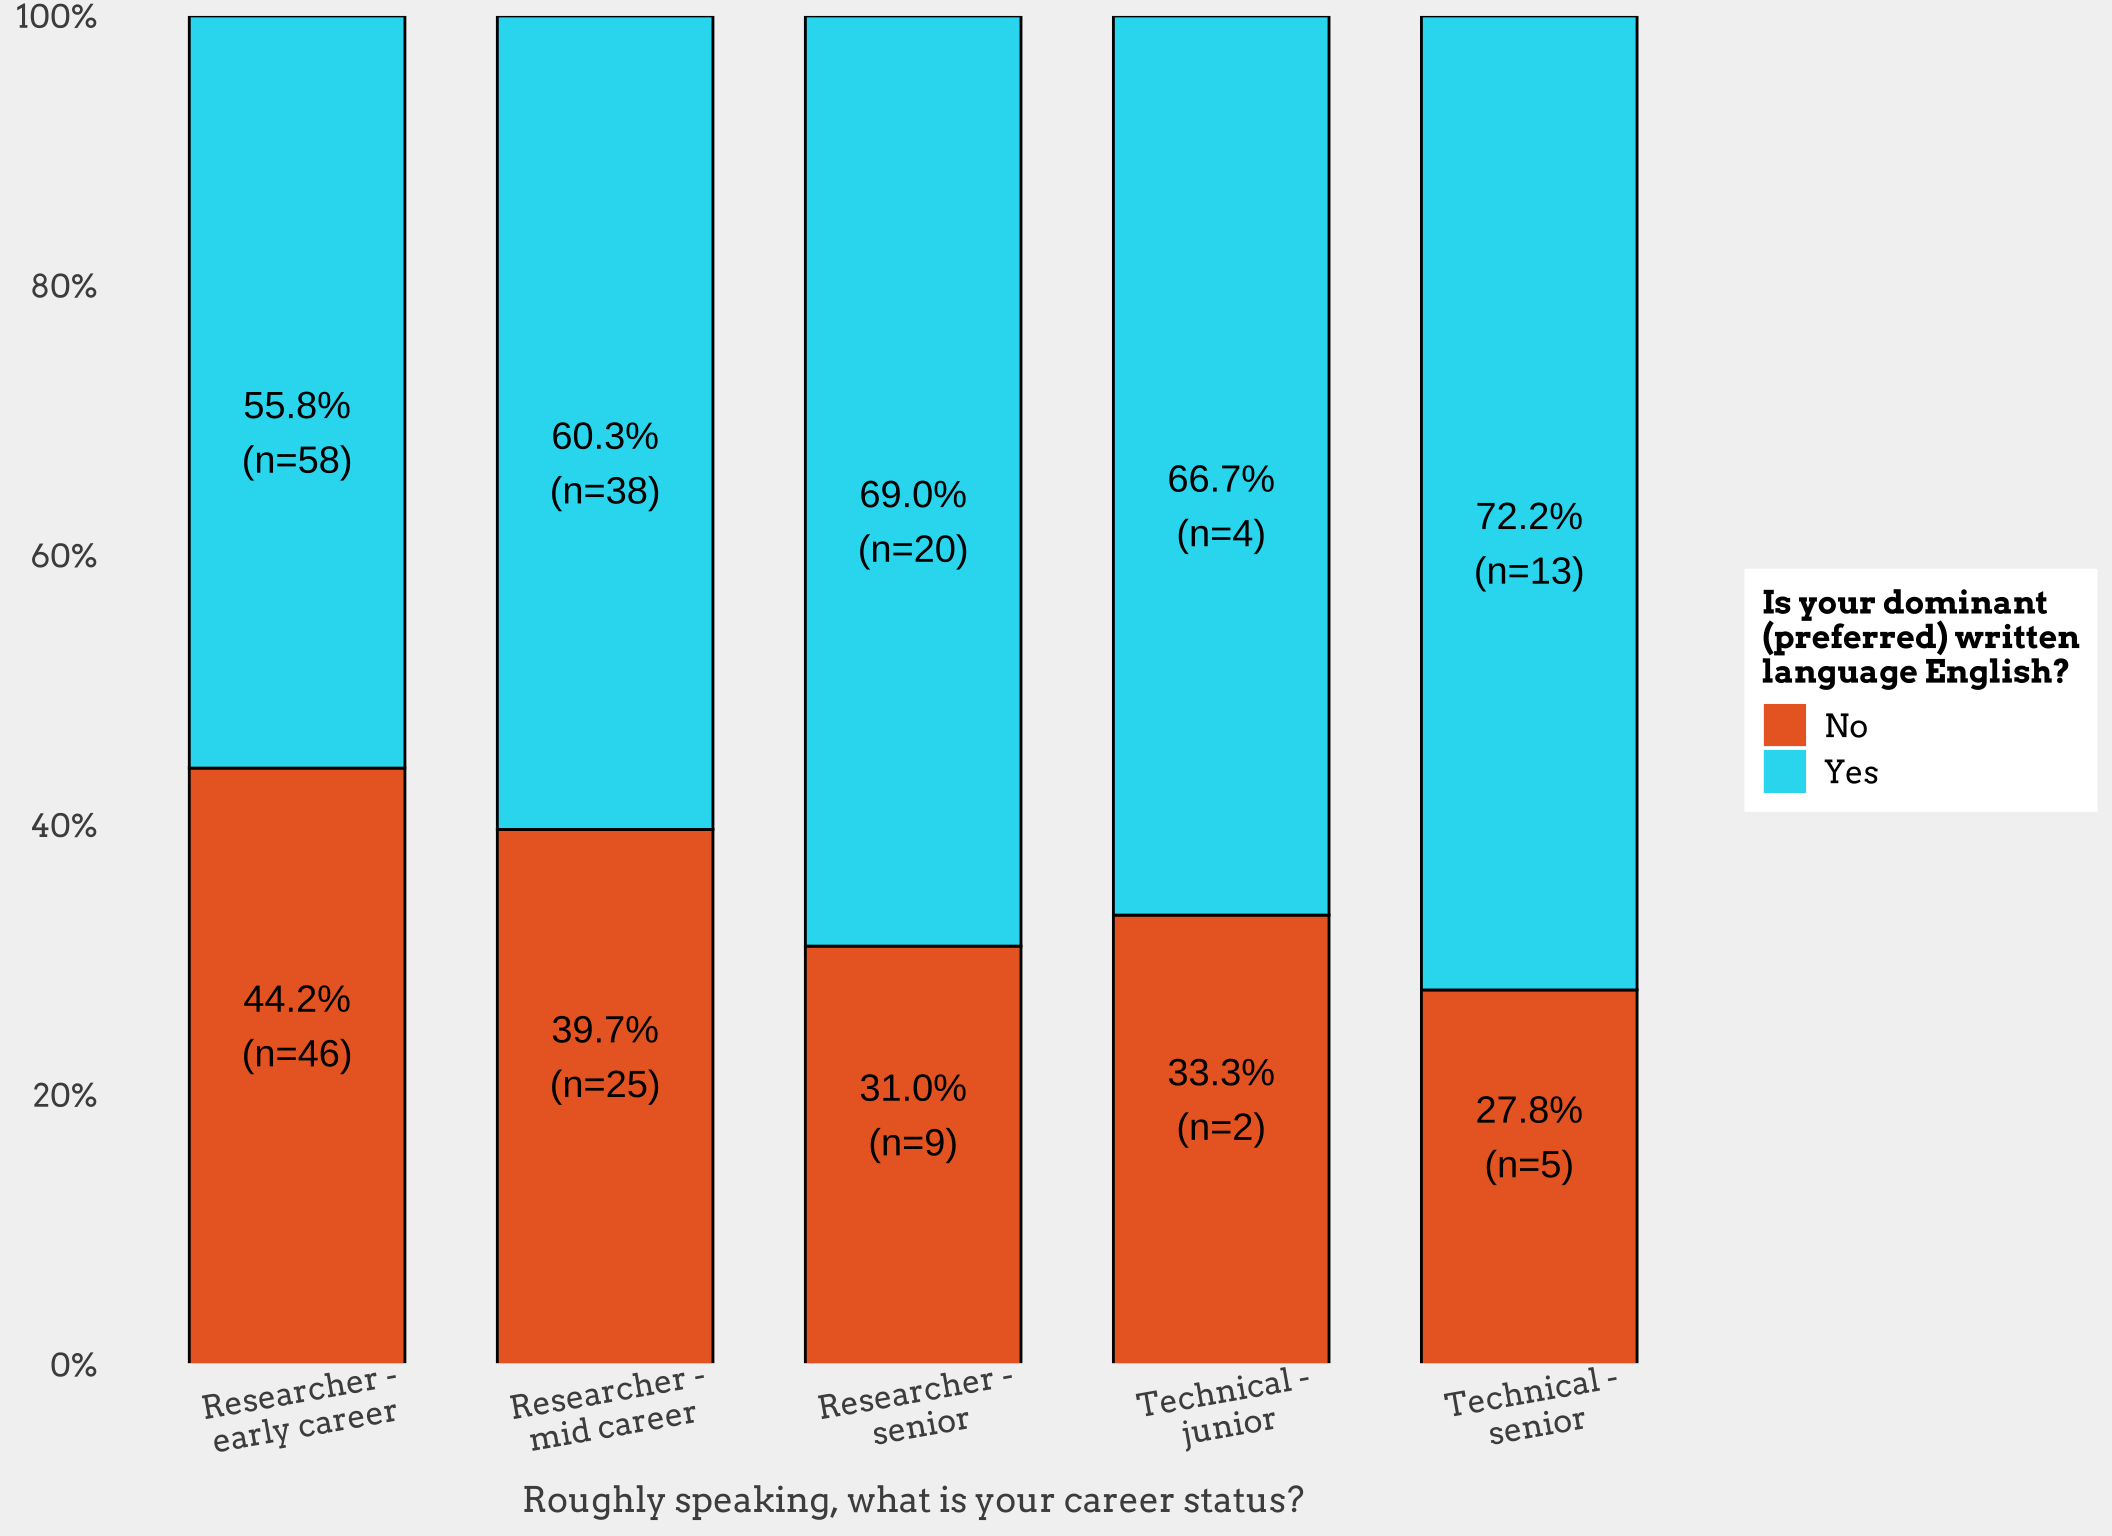 100%
80%
60%
40%
20%
0%
55.8%
(n=58)
44.2%
(n=46)
60.3%
(n=38)
39.7%
(n=25)
69.0%
(n=20)
31.0%
(n=9)
66.7%
(n=4)
33.3%
(n=2)
72.2%
(n=13)
27.8%
(n=5)
Researcher -
early career
Researcher -
mid career
Researcher -
senior
Technical -
junior
Technical -
senior
Roughly speaking, what is your career status?
Is your dominant
(preferred) written
language English?
No
Yes